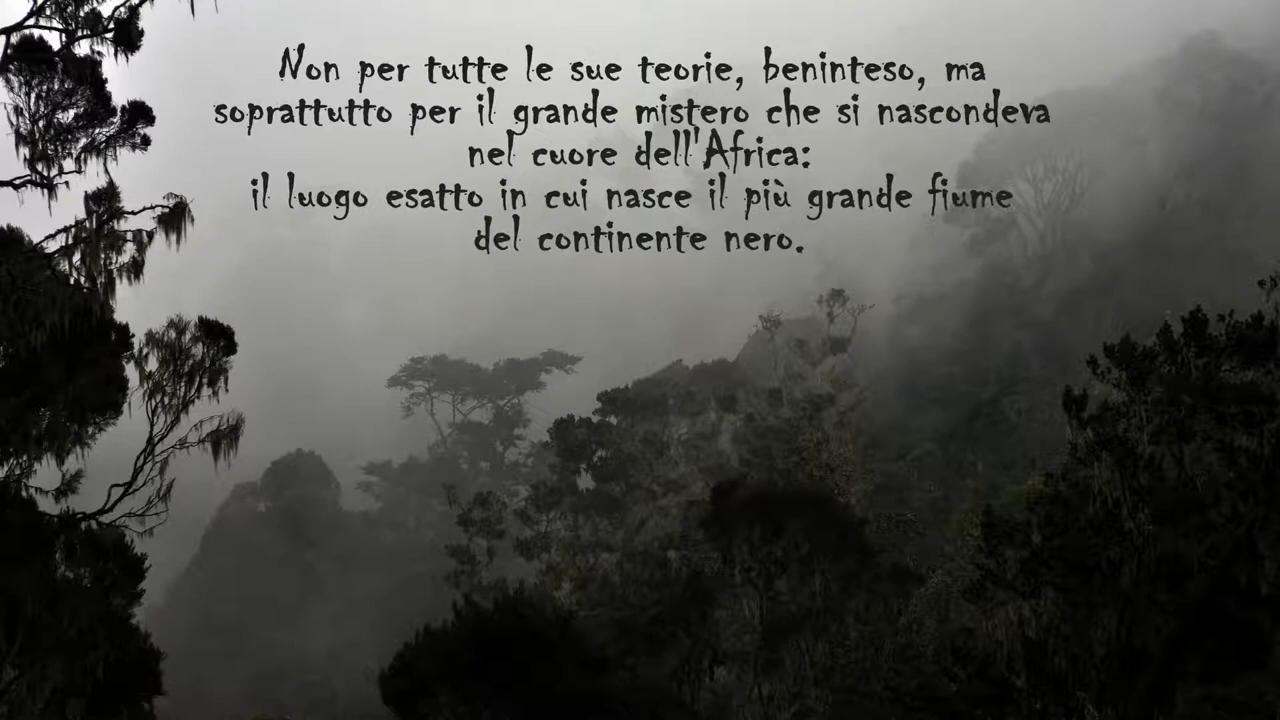 Non per tutte le sue teorie, beninteso, ma
soprattutto per il grande mistero che si nascondeva
nel cuore dell'Africa:
il luogo esatto in cui nasce il più grande fiume
del continente nero.